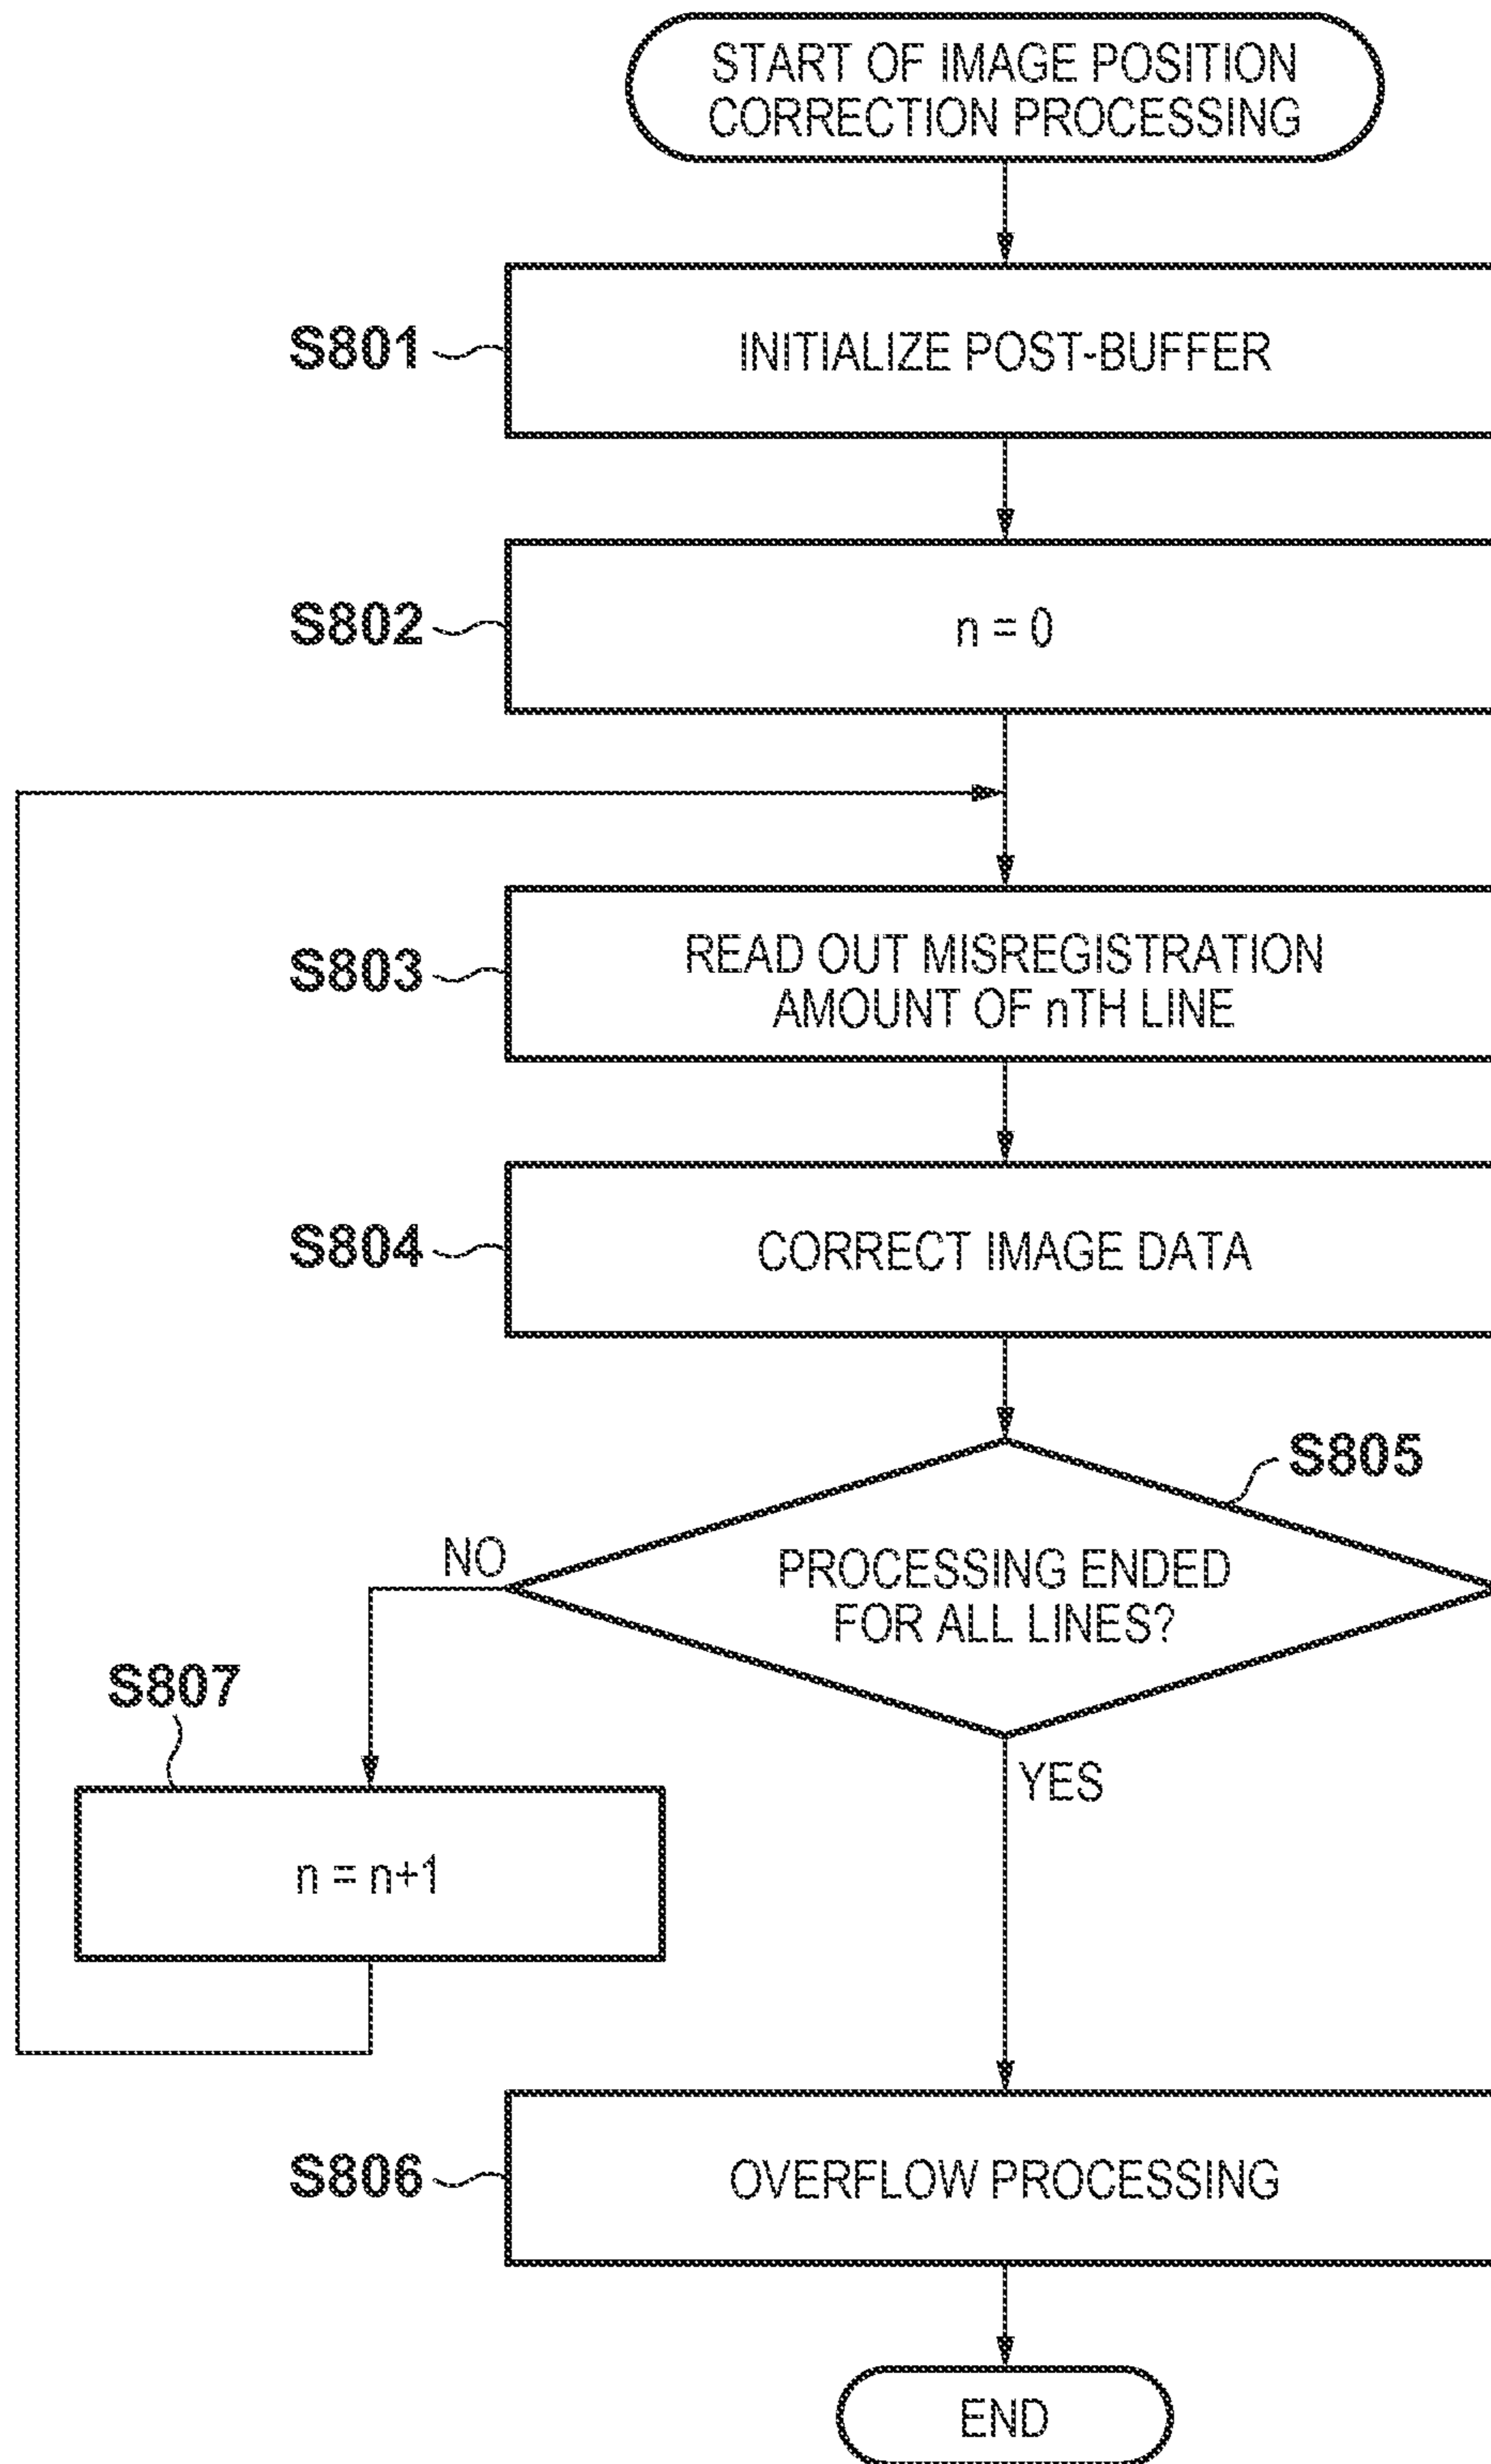 START OF IMAGE POSITION
CORRECTION PROCESSING
S801
INITIALIZE POST-BUFFER
S802
n = 0
S803
READ OUT MISREGISTRATION
AMOUNT OF nTH LINE
S804
CORRECT IMAGE DATA
S805
PROCESSING ENDED
FOR ALL LINES?
NO
YES
S807
n = n+1
S806
OVERFLOW PROCESSING
END